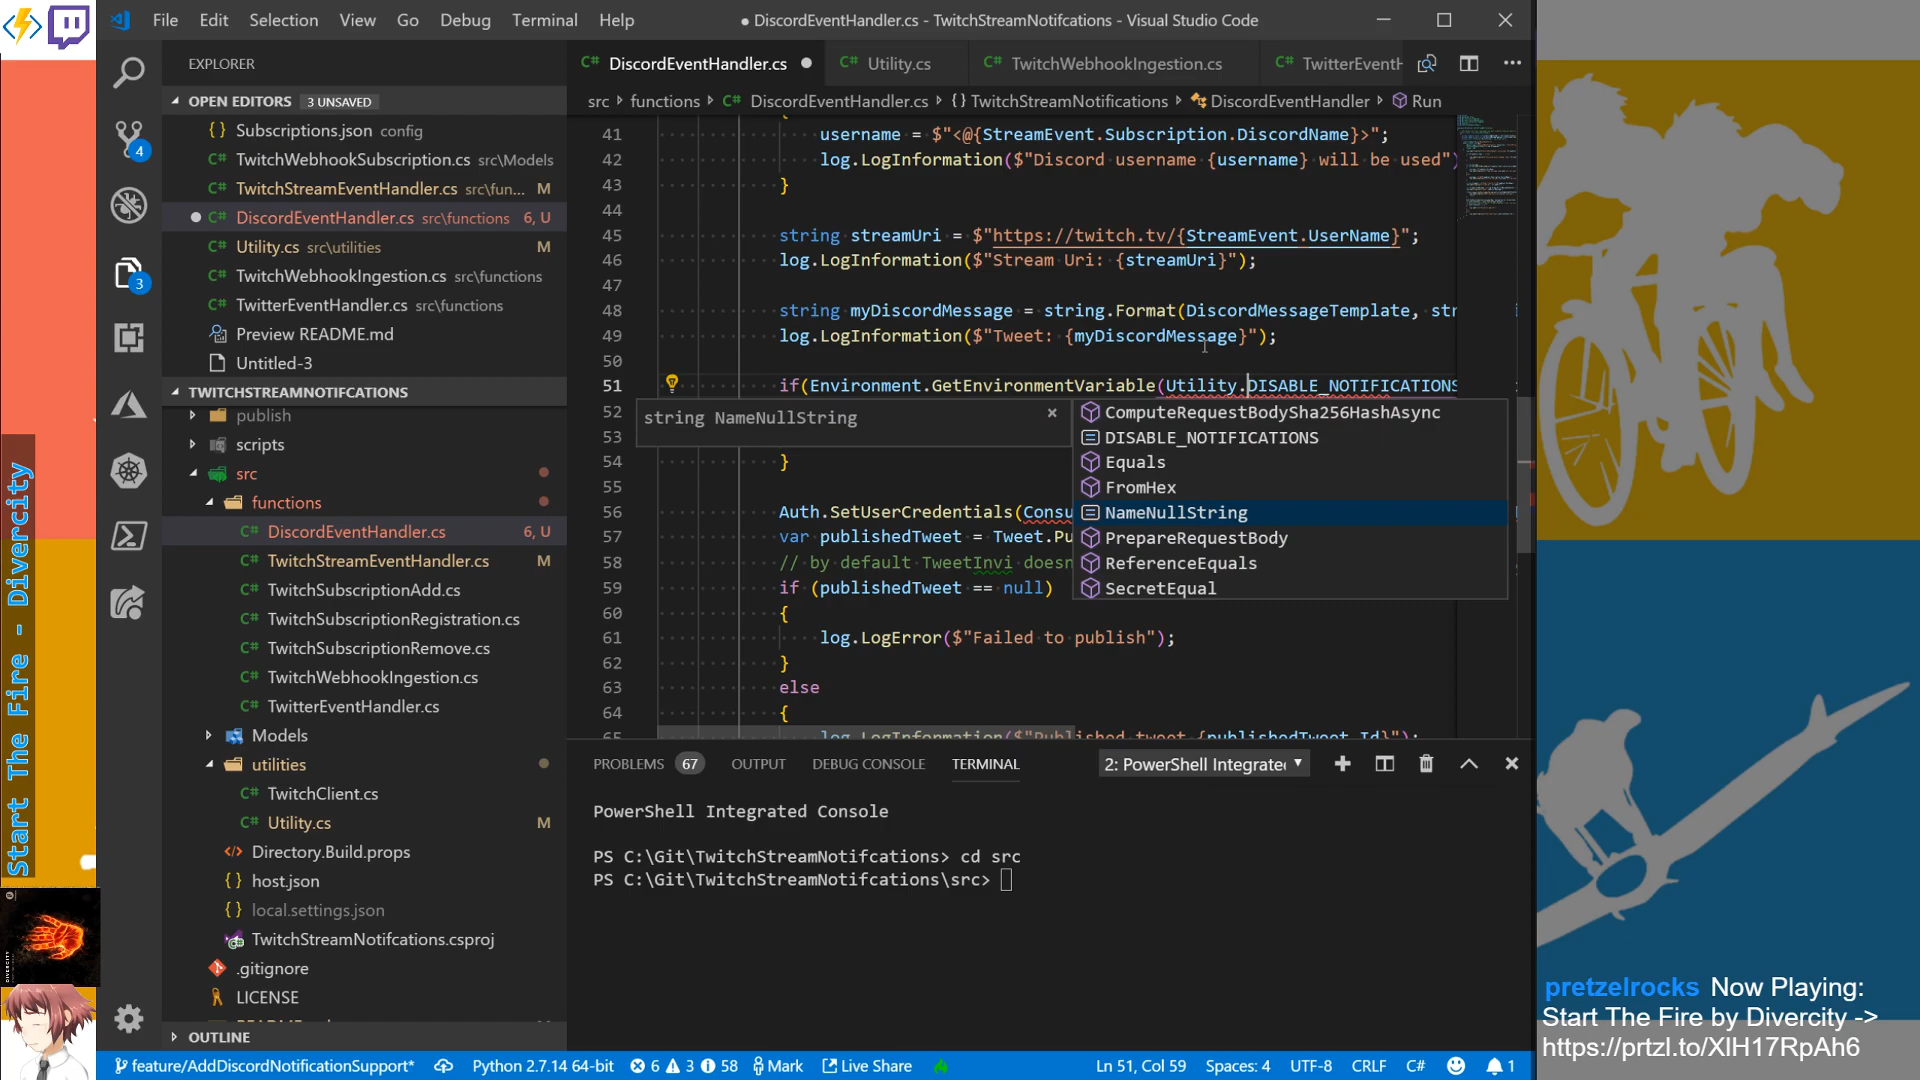 File Edit Selection View Go Debug Terminal Help
● DiscordEventHandler.cs - TwitchStreamNotifcations - Visual Studio Code
EXPLORER
OPEN EDITORS 3 UNSAVED
Subscriptions.json config
TwitchWebhookSubscription.cs src\Models
TwitchStreamEventHandler.cs src\fun... M
DiscordEventHandler.cs src\functions 6, U
Utility.cs src\utilities M
TwitchWebhookIngestion.cs src\functions
TwitterEventHandler.cs src\functions
Preview README.md
Untitled-3
TWITCHSTREAMNOTIFCATIONS
publish
scripts
src
functions
DiscordEventHandler.cs 6, U
TwitchStreamEventHandler.cs M
TwitchSubscriptionAdd.cs
TwitchSubscriptionRegistration.cs
TwitchSubscriptionRemove.cs
TwitchWebhookIngestion.cs
TwitterEventHandler.cs
Models
utilities
TwitchClient.cs
Utility.cs M
Directory.Build.props
host.json
local.settings.json
TwitchStreamNotifcations.csproj
.gitignore
LICENSE
OUTLINE
4
3
DiscordEventHandler.cs Utility.cs TwitchWebhookIngestion.cs TwitterEventH
src > functions > DiscordEventHandler.cs > {} TwitchStreamNotifications > DiscordEventHandler > Run
41 {
username = $"<@{StreamEvent.Subscription.DiscordName}>";
42 log.LogInformation($"Discord username {username} will be used")
43 }
44
45 string streamUri = $"https://twitch.tv/{StreamEvent.UserName}";
46 log.LogInformation($"Stream Uri: {streamUri}");
47
48 string myDiscordMessage = string.Format(DiscordMessageTemplate, str
49 log.LogInformation($"Tweet: {myDiscordMessage}");
50
51 if(Environment.GetEnvironmentVariable(Utility.DISABLE_NOTIFICATIONS
52
53
54 }
55
56 Auth.SetUserCredentials(Consu
57 var publishedTweet = Tweet.Pu
58 // by default TweetInvi doesn
59 if (publishedTweet == null)
60 {
61 log.LogError($"Failed to publish");
62 }
63 else
64 {
65 log.LogInformation($"Published tweet {publishedTweet.Id}");
string NameNullString ×
ComputeRequestBodySha256HashAsync
DISABLE_NOTIFICATIONS
Equals
FromHex
NameNullString
PrepareRequestBody
ReferenceEquals
SecretEqual
PROBLEMS 67 OUTPUT DEBUG CONSOLE TERMINAL 2: PowerShell Integrate
PowerShell Integrated Console
PS C:\Git\TwitchStreamNotifcations> cd src
PS C:\Git\TwitchStreamNotifcations\src>
feature/AddDiscordNotificationSupport* Python 2.7.14 64-bit 6 3 58 Mark Live Share Ln 51, Col 59 Spaces: 4 UTF-8 CRLF C# 1
Start The Fire - Divercity
pretzelrocks Now Playing:
Start The Fire by Divercity ->
https://prtzl.to/XlH17RpAh6